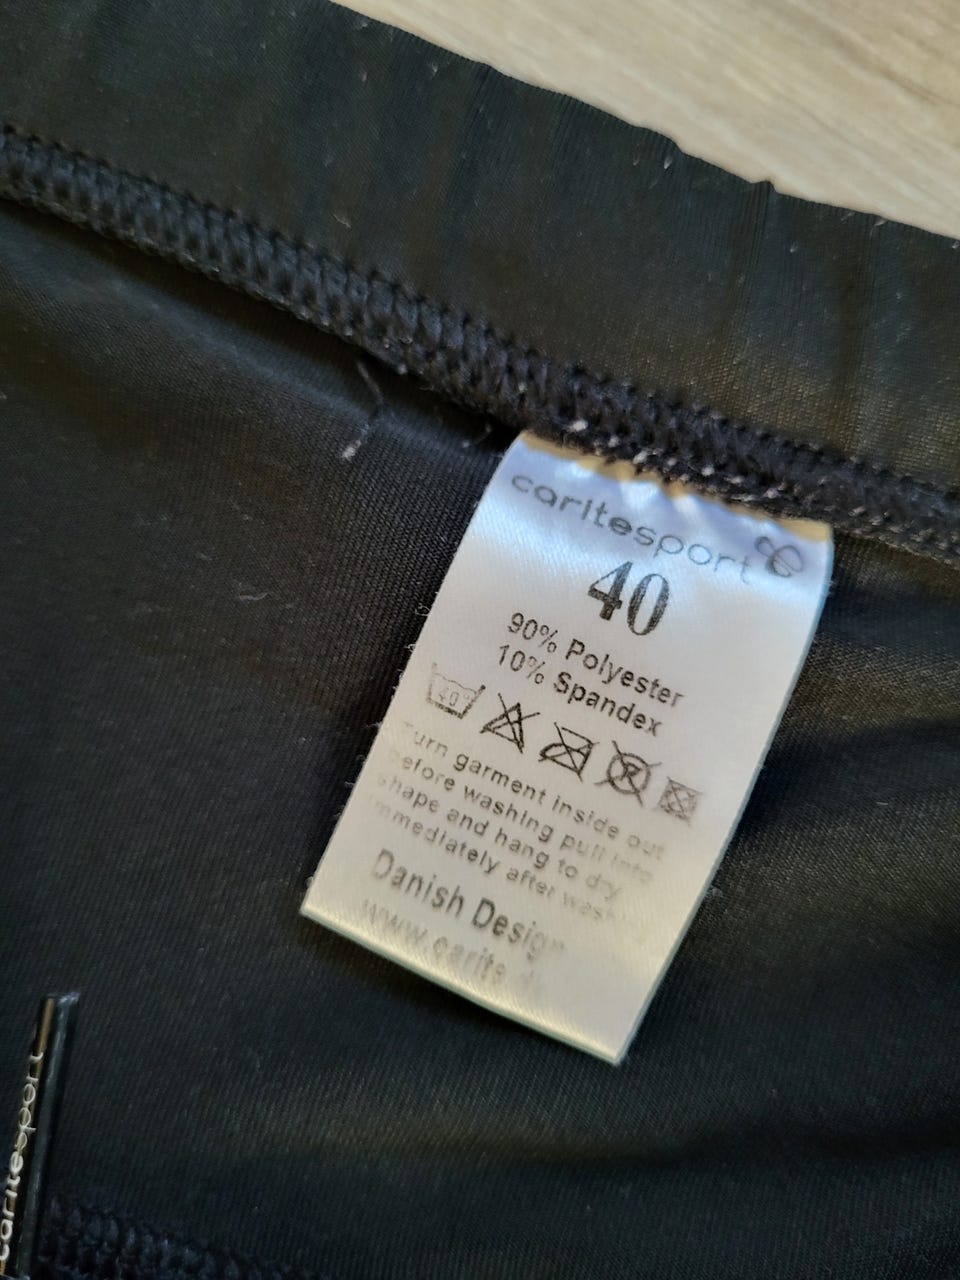 caritesport
40
90% Polyester
10% Spandex
40°
Turn garment inside out
before washing pull into
shape and hang to dry
immediately after wash
Danish Design
caritesport